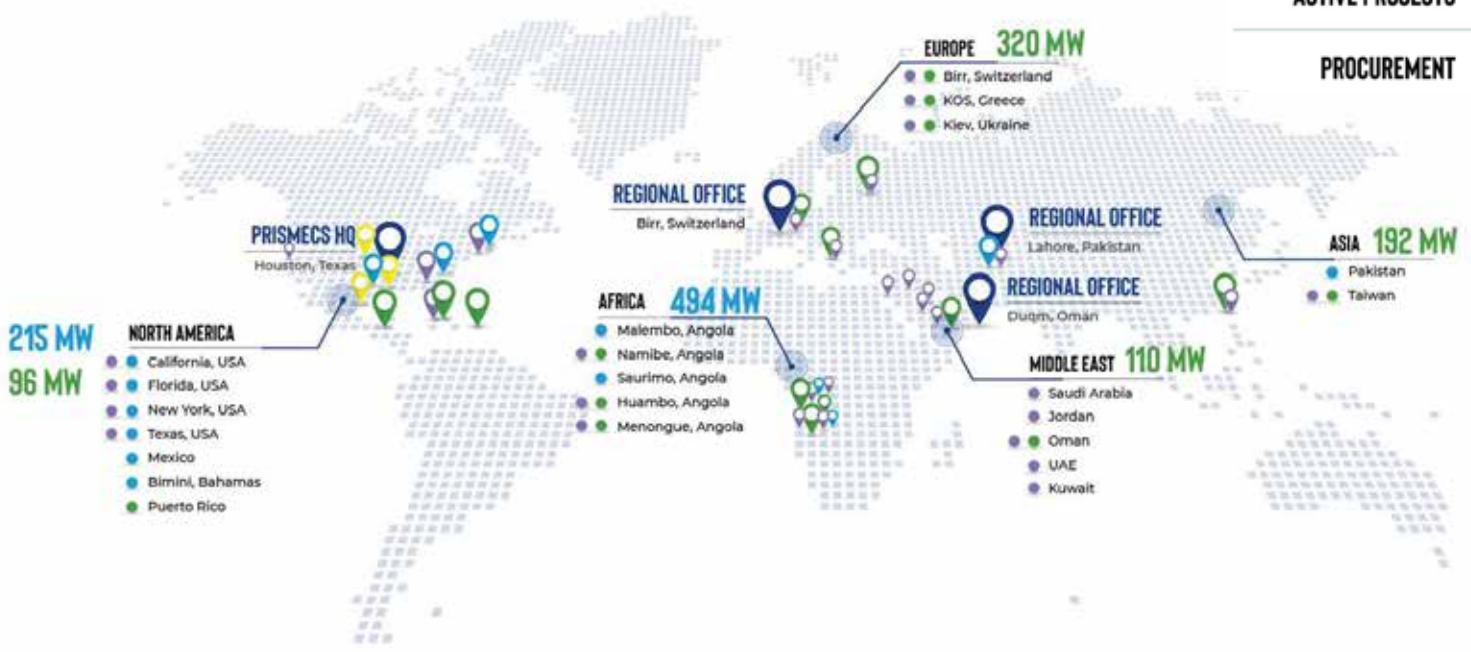 ACTIVE PROJECTS
PROCUREMENT
EUROPE 320 MW
Birr, Switzerland
KOS, Greece
Kiev, Ukraine
REGIONAL OFFICE
Birr, Switzerland
PRISMECS HQ
Houston, Texas
REGIONAL OFFICE
Lahore, Pakistan
REGIONAL OFFICE
Duqm, Oman
ASIA 192 MW
Pakistan
Taiwan
AFRICA 494 MW
Malembo, Angola
Namibe, Angola
Saurimo, Angola
Huambo, Angola
Menongue, Angola
215 MW
96 MW
NORTH AMERICA
California, USA
Florida, USA
New York, USA
Texas, USA
Mexico
Bimini, Bahamas
Puerto Rico
MIDDLE EAST 110 MW
Saudi Arabia
Jordan
Oman
UAE
Kuwait